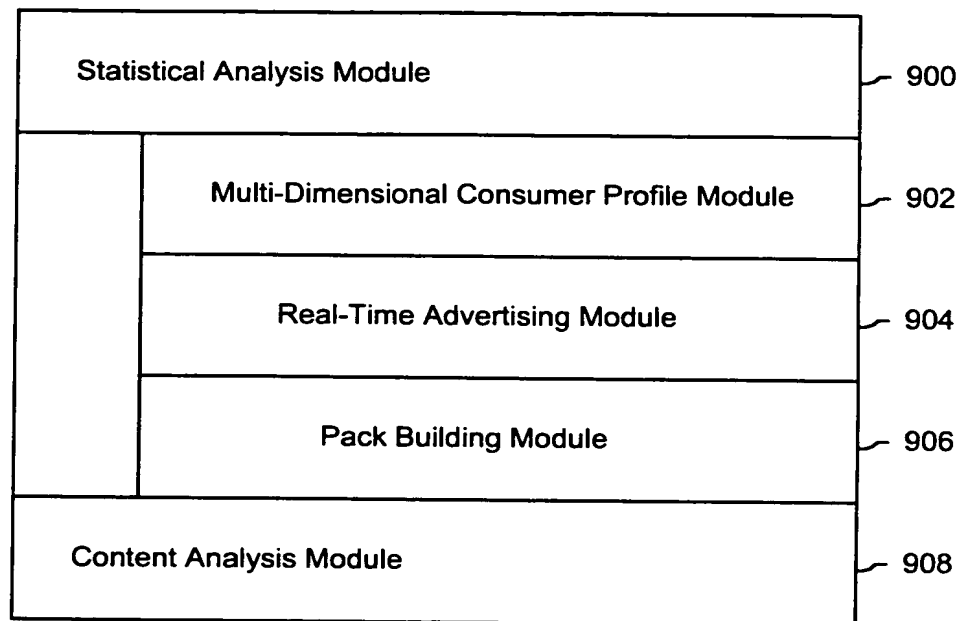 Statistical Analysis Module 900
Multi-Dimensional Consumer Profile Module 902
Real-Time Advertising Module 904
Pack Building Module 906
Content Analysis Module 908